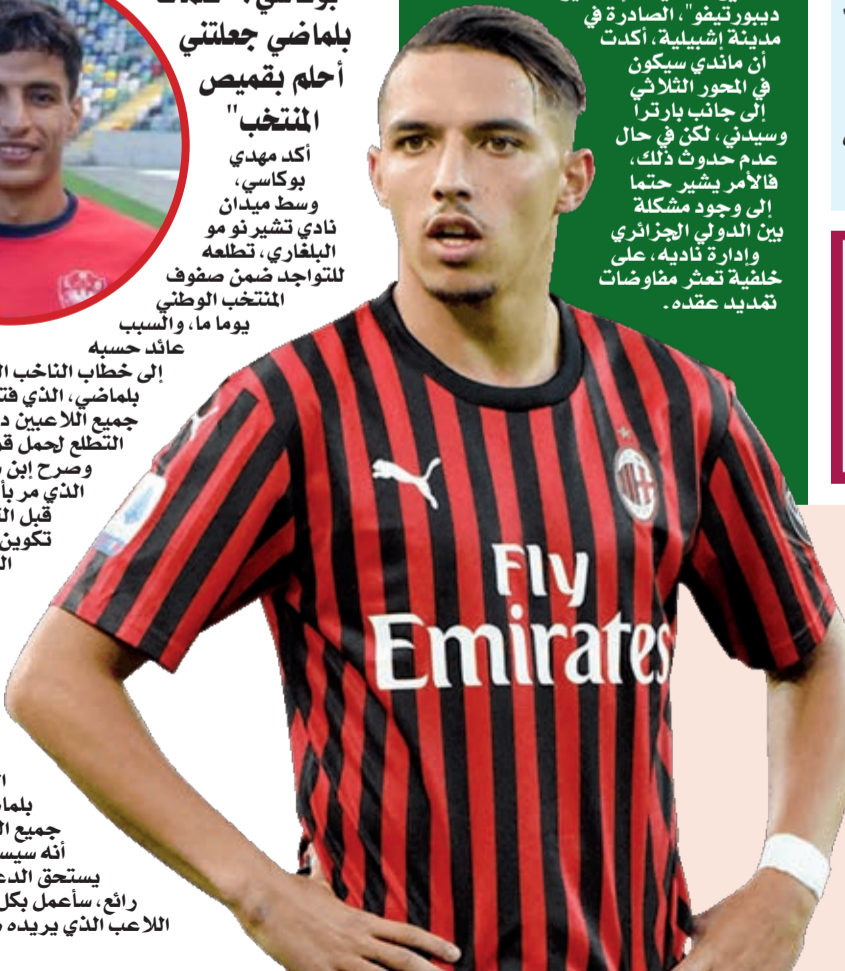 بلماضي جعلتني
أحلم بقميص
المنتخب"
أكد مهدي
بوكاسي،
وسط ميدان
نادي تشيرنو مو
البلغاري، تطلعه
للتواجد ضمن صفوف
المنتخب الوطني
يوما ما، والسبب
عائد حسبه
إلى خطاب الناخب
بلماضي، الذي
جميع اللاعبين
التطلع لحمل
وصرح إبن
الذي مر
قبل
تكوين
جميع
أنه
يستحق
رائع، سأعمل بكل
اللاعب الذي يريده
ديبورتيفو"، الصادرة في
مدينة إشبيلية، أكدت
أن ماندي سيكون
في المحور الثلاثي
إلى جانب بارترا
وسيدني، لكن في حال
عدم حدوث ذلك،
فالأمر يشير حتما
إلى وجود مشكلة
بين الدولي الجزائري
وإدارة ناديه، على
خلفية تعثر مفاوضات
تمديد عقده.
Fly
Emirates